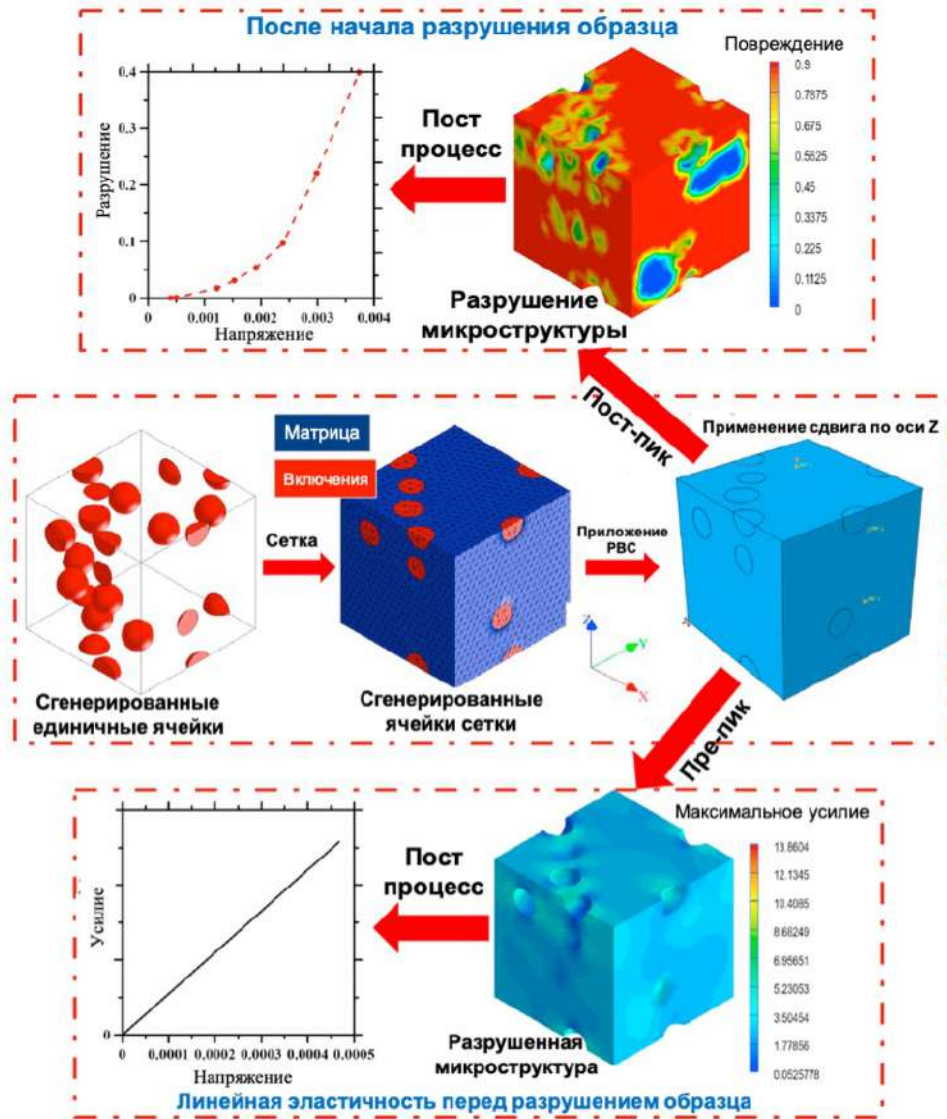 После начала разрушения образца
Повреждение
0.9
0.7875
0.675
0.5625
0.45
0.3375
0.225
0.1125
0
Разрушение
0.4
0.3
0.2
0.1
0
0 0.001 0.002 0.003 0.004
Напряжение
Пост
процесс
Разрушение
микроструктуры
Пост-пик
Матрица
Включения
Применение сдвига по оси Z
Сетка
Приложение
PBC
Z
Y
X
Сгенерированные
единичные ячейки
Сгенерированные
ячейки сетки
Пре-пик
Максимальное усилие
13.8604
12.1345
10.4085
8.68249
6.95651
5.23053
3.50454
1.77856
0.0525778
Усилие
0
0 0.0001 0.0002 0.0003 0.0004 0.0005
Напряжение
Пост
процесс
Разрушенная
микроструктура
Линейная эластичность перед разрушением образца